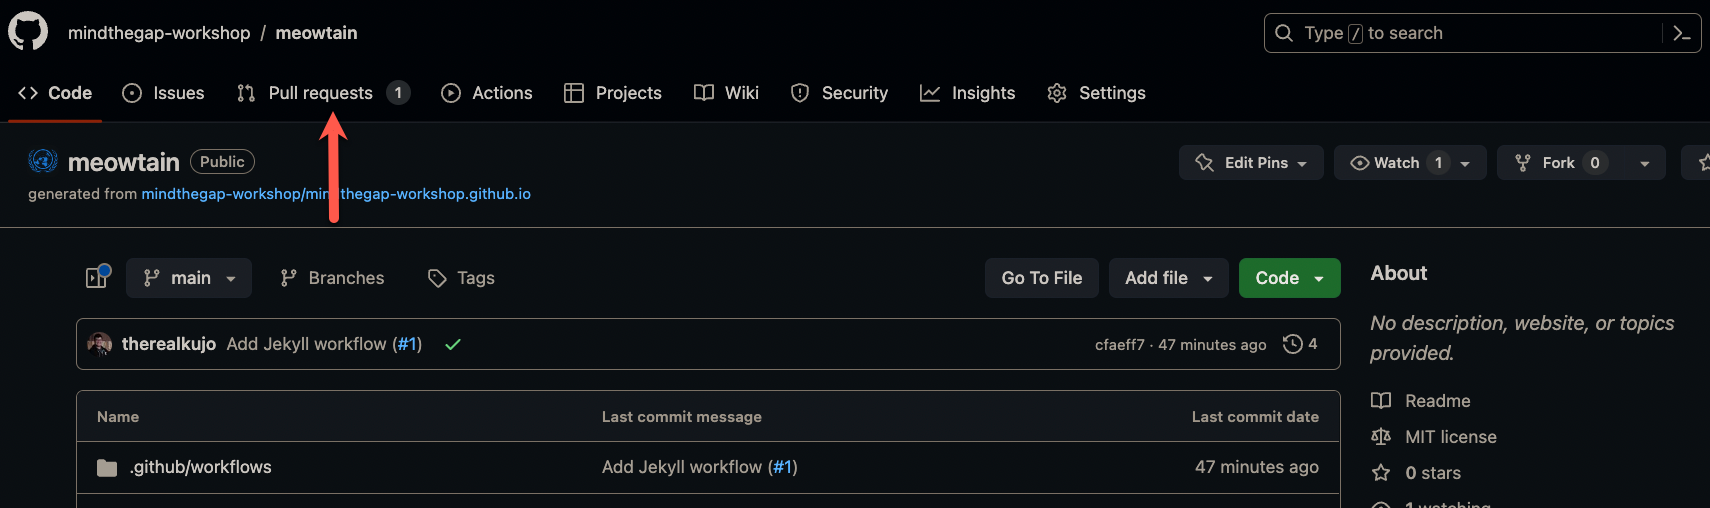 mindthegap-workshop / meowtain
Type / to search
Code Issues Pull requests 1 Actions Projects Wiki Security Insights Settings
meowtain Public
Edit Pins Watch 1 Fork 0
generated from mindthegap-workshop/mindthegap-workshop.github.io
main Branches Tags
Go To File Add file Code
About
No description, website, or topics
provided.
therealkujo Add Jekyll workflow (#1)
cfaeff7 · 47 minutes ago 4
Name Last commit message Last commit date
.github/workflows Add Jekyll workflow (#1) 47 minutes ago
Readme
MIT license
0 stars
1 watching